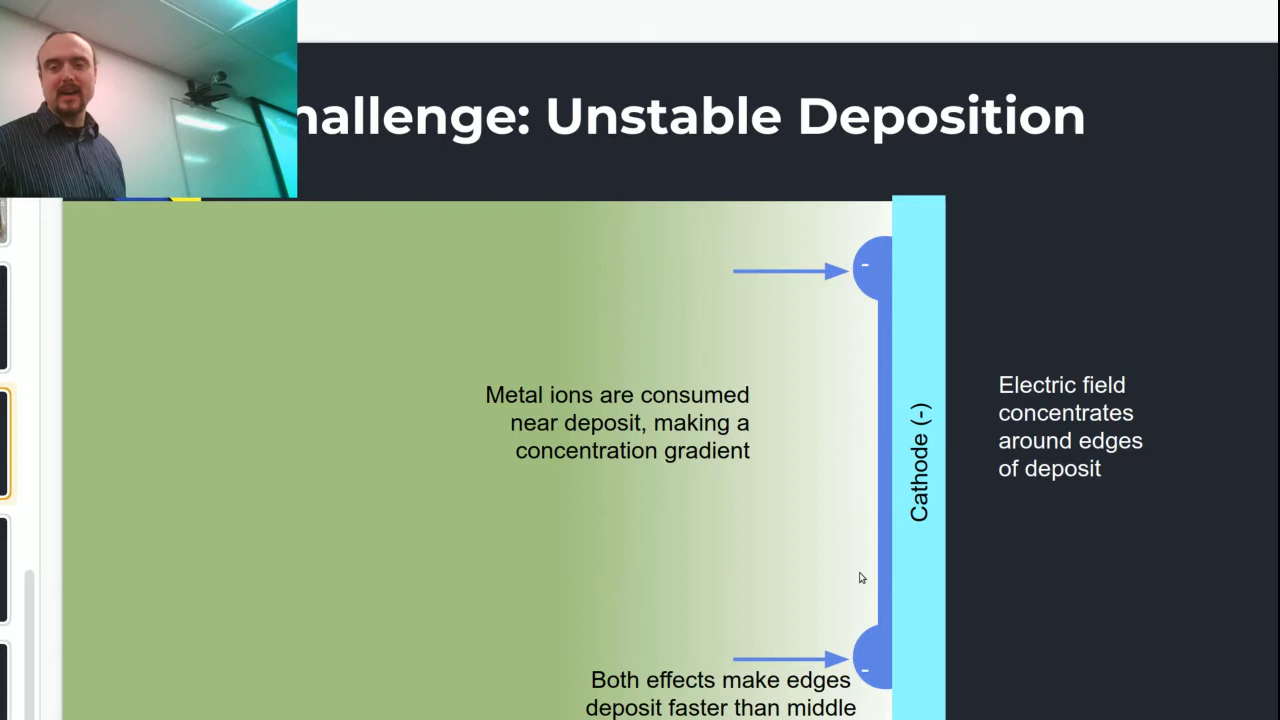 hallenge: Unstable Deposition
-
Metal ions are consumed
near deposit, making a
concentration gradient
Cathode (-)
Electric field
concentrates
around edges
of deposit
-
Both effects make edges
deposit faster than middle